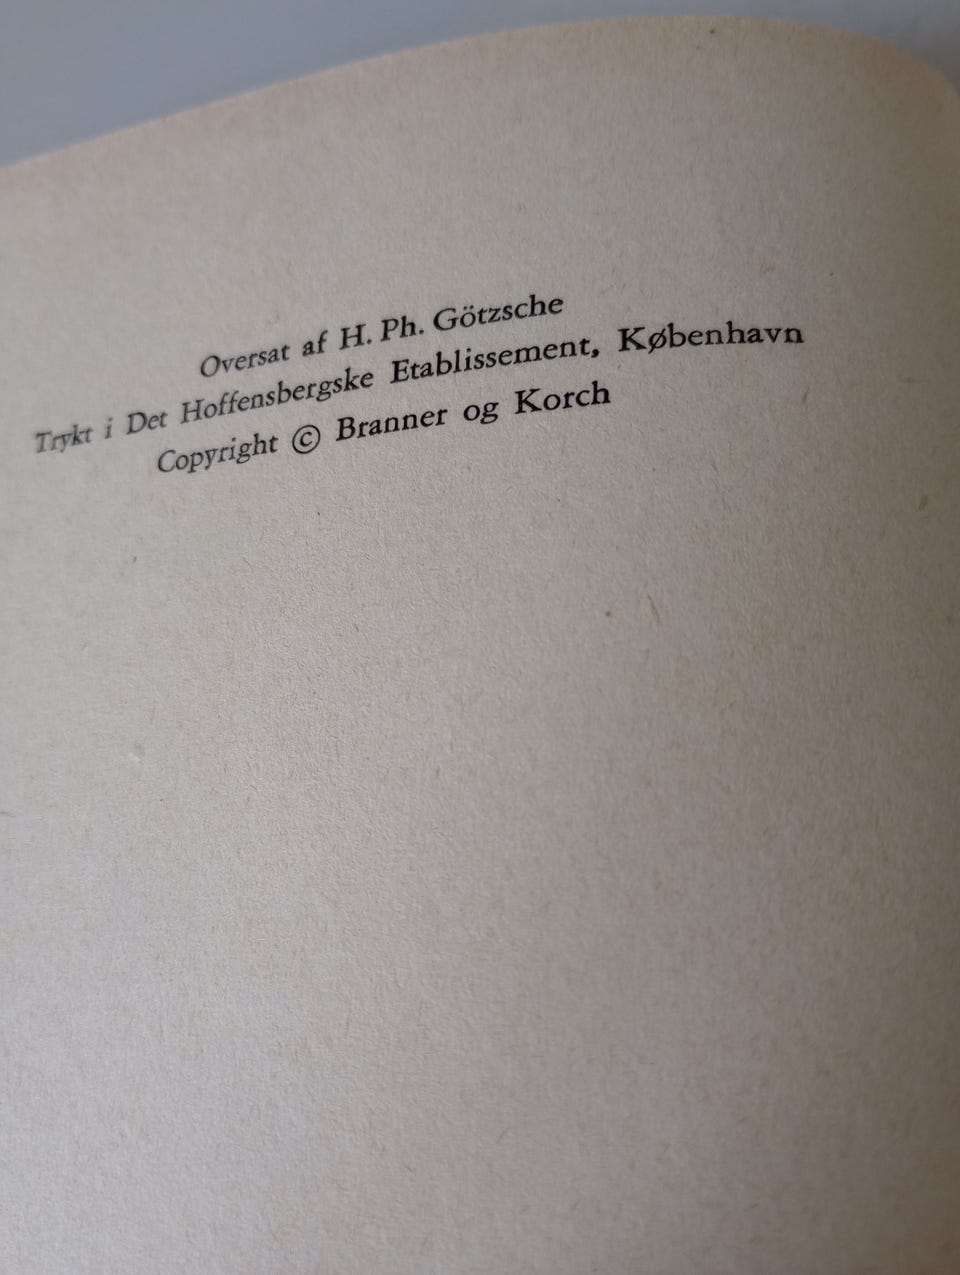 Oversat af H. Ph. Götzsche
Trykt i Det Hoffensbergske Etablissement, København
Copyright © Branner og Korch